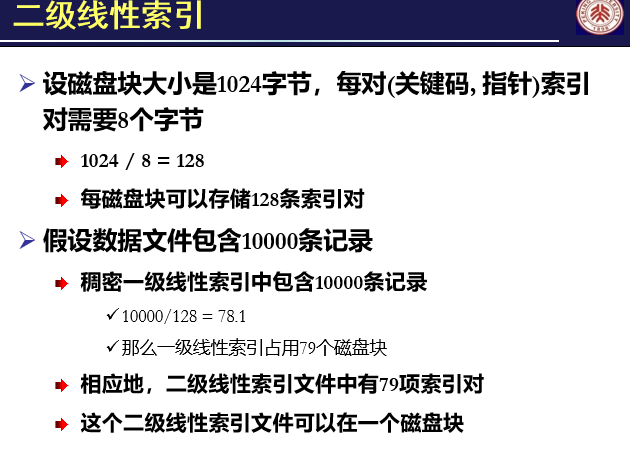 二级线性索引
设磁盘块大小是1024字节，每对(关键码, 指针)索引
对需要8个字节
1024 / 8 = 128
每磁盘块可以存储128条索引对
假设数据文件包含10000条记录
稠密一级线性索引中包含10000条记录
10000/128 = 78.1
那么一级线性索引占用79个磁盘块
相应地，二级线性索引文件中有79项索引对
这个二级线性索引文件可以在一个磁盘块